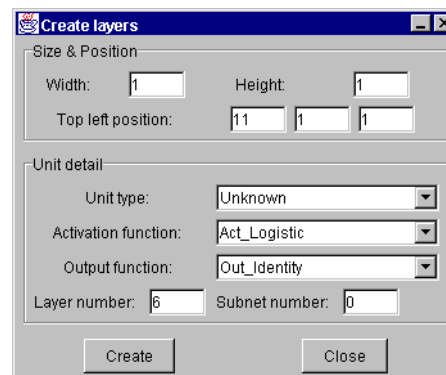 Create layers
Size & Position
Width: 1 Height: 1
Top left position: 11 1 1
Unit detail
Unit type: Unknown
Activation function: Act_Logistic
Output function: Out_Identity
Layer number: 6 Subnet number: 0
Create Close